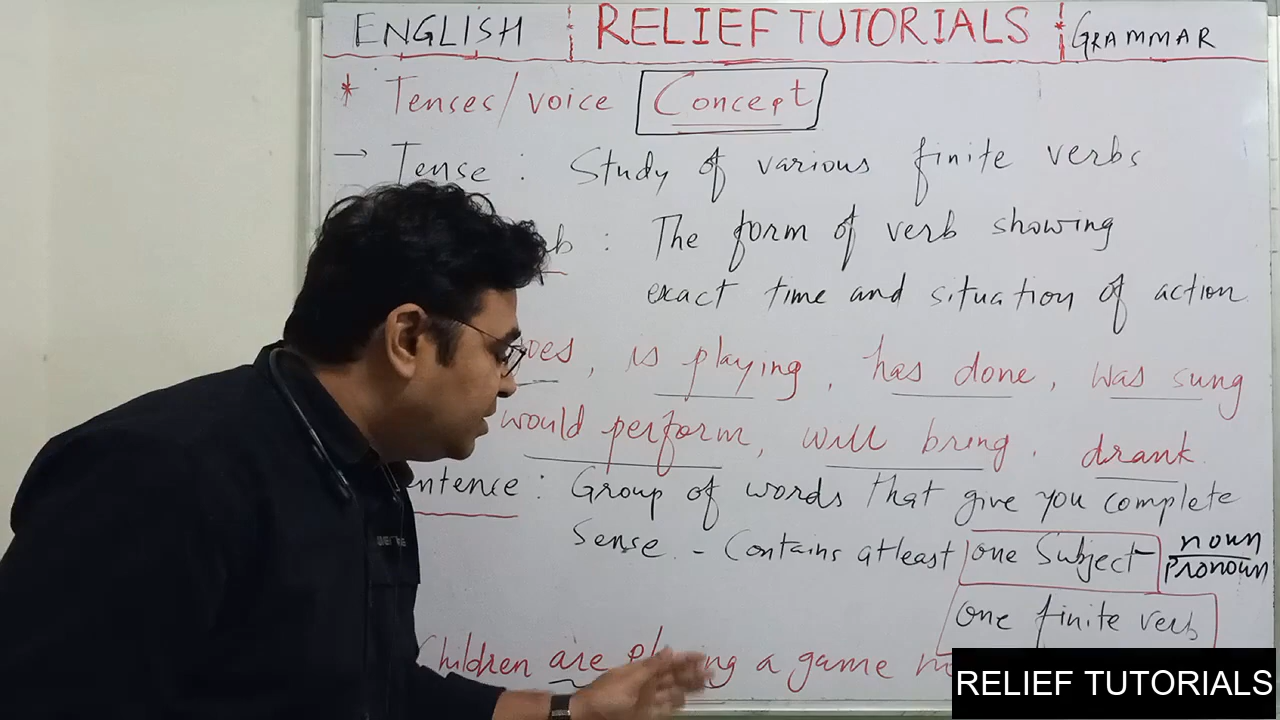 ENGLISH * RELIEF TUTORIALS * GRAMMAR
* Tenses/voice Concept
→ Tense : Study of various finite verbs
: The form of verb showing
exact time and situation of action
, is playing, has done, was sung
would perform, will bring, drank.
: Group of words that give you complete
Sense. - Contains atleast one Subject - noun
pronoun
One finite verb
Children are playing a game
RELIEF TUTORIALS